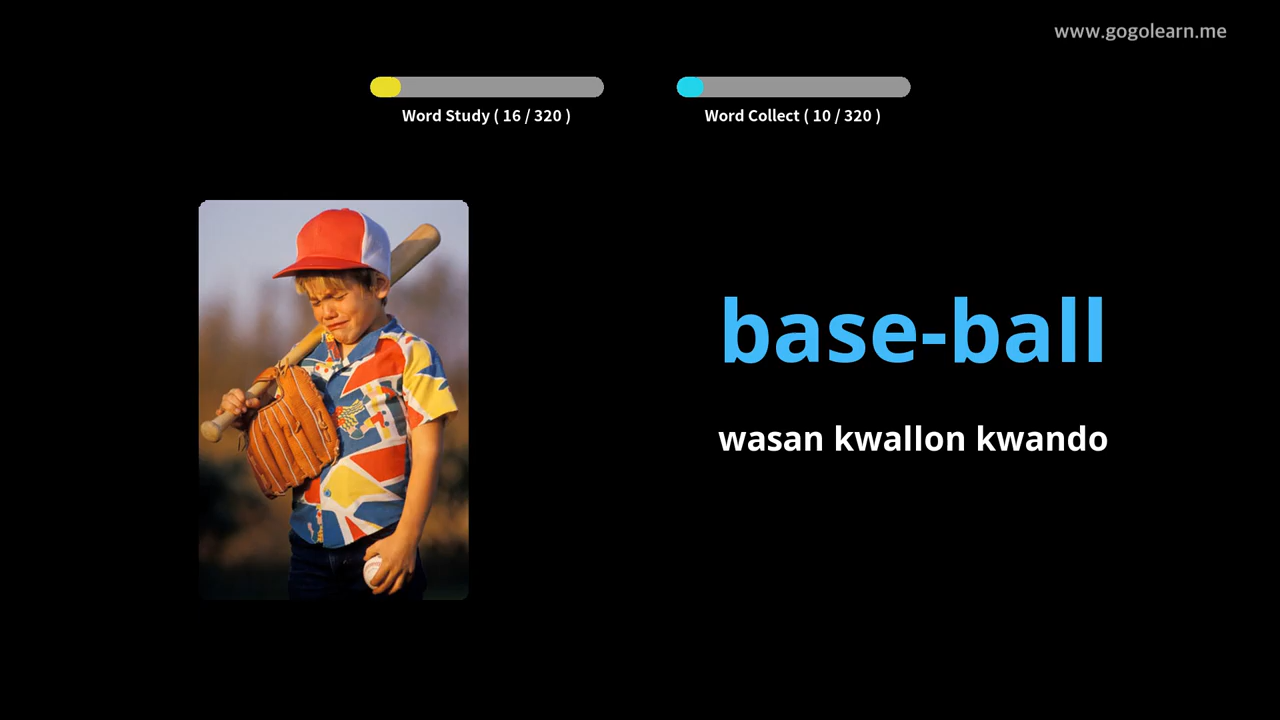 www.gogolearn.me
Word Study ( 16 / 320 )
Word Collect ( 10 / 320 )
base-ball
wasan kwallon kwando